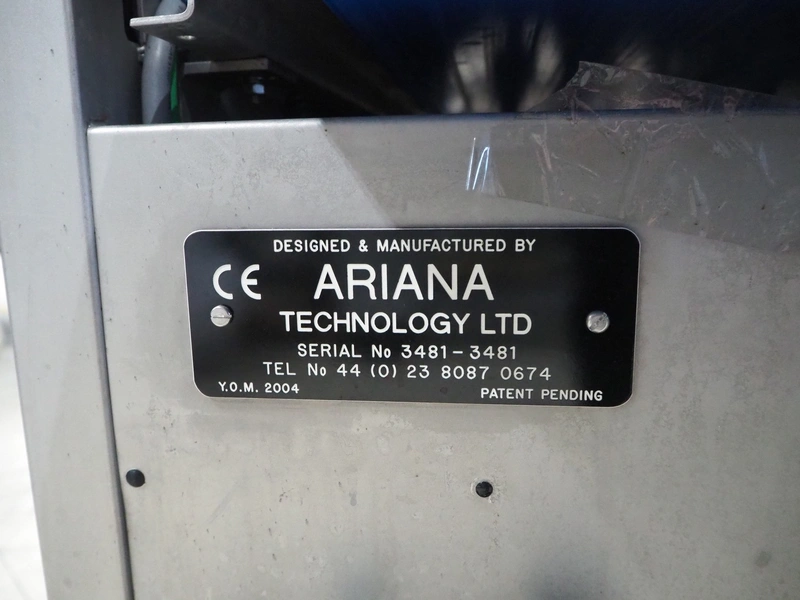 DESIGNED & MANUFACTURED BY
CE ARIANA
TECHNOLOGY LTD
SERIAL No 3481-3481
TEL No 44 (0) 23 8087 0674
Y.O.M. 2004 PATENT PENDING